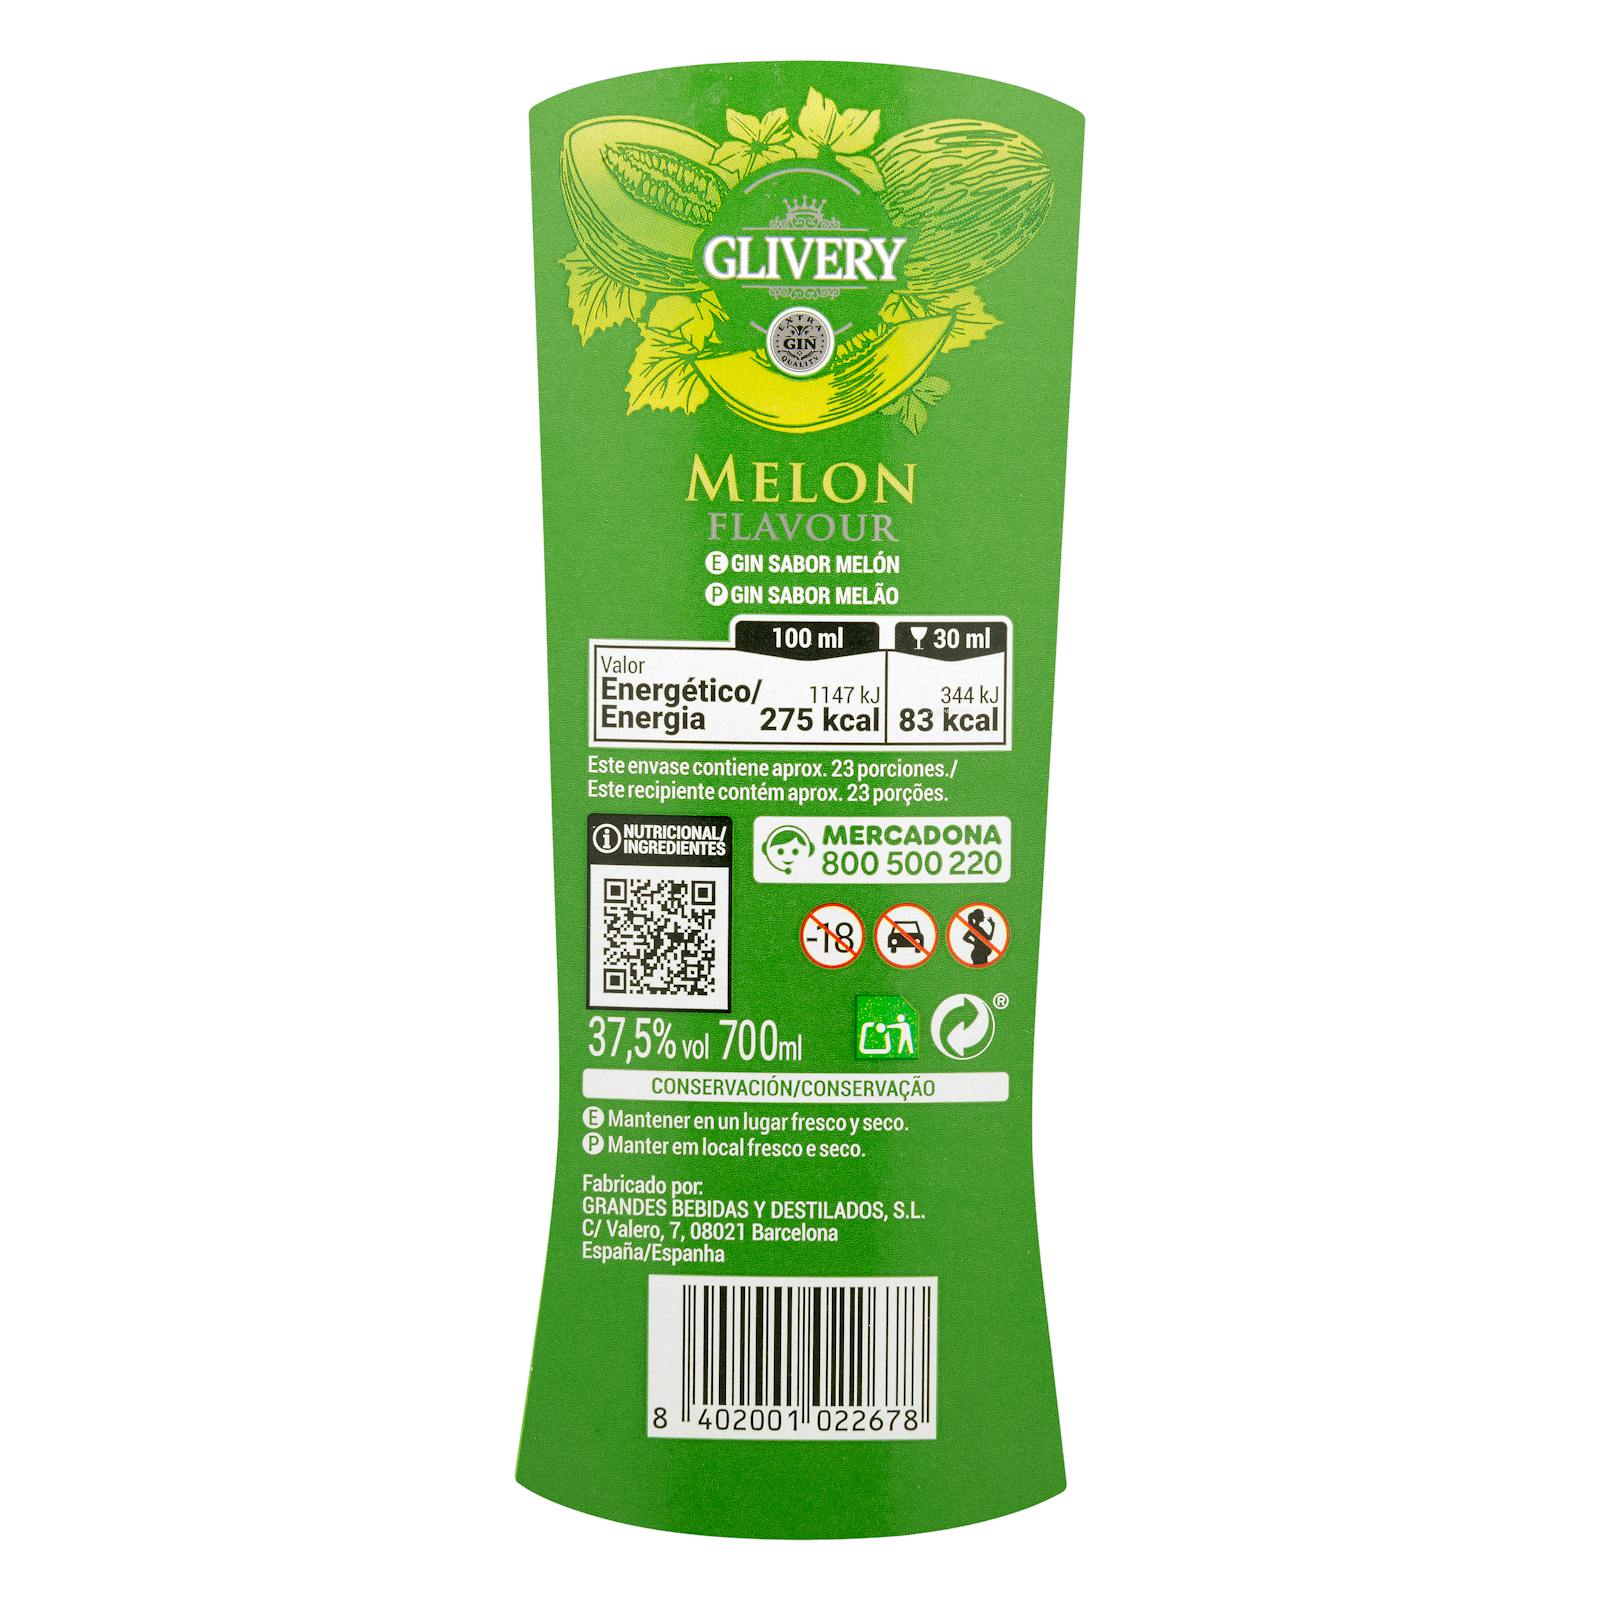 GLIVERY
EXTRA
GIN
QUALITY
MELON
FLAVOUR
E GIN SABOR MELÓN
P GIN SABOR MELÃO
100 ml 30 ml
Valor
Energético/ 1147 kJ 344 kJ
Energia 275 kcal 83 kcal
Este envase contiene aprox. 23 porciones./
Este recipiente contém aprox. 23 porções.
i NUTRICIONAL/
INGREDIENTES
MERCADONA
800 500 220
-18
®
37,5% vol 700ml
CONSERVACIÓN/CONSERVAÇÃO
E Mantener en un lugar fresco y seco.
P Manter em local fresco e seco.
Fabricado por:
GRANDES BEBIDAS Y DESTILADOS, S.L.
C/ Valero, 7, 08021 Barcelona
España/Espanha
8 402001 022678